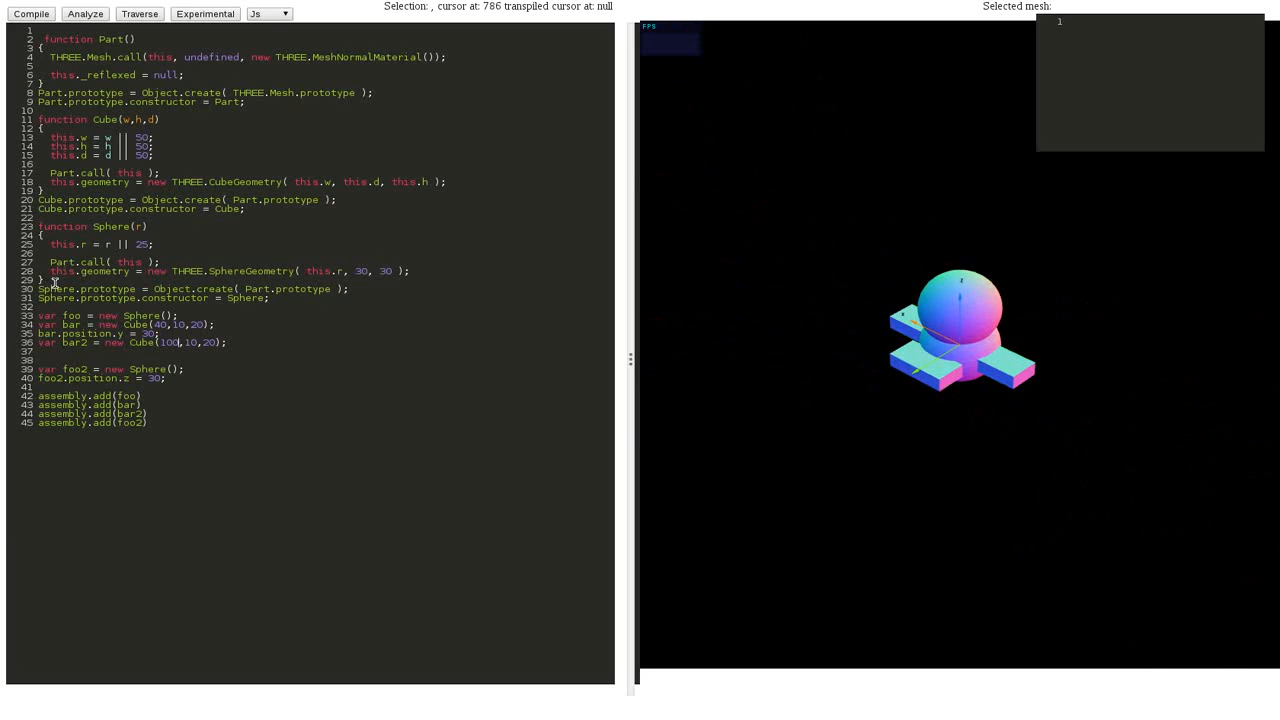 Compile Analyze Traverse Experimental Js Selection: , cursor at: 786 transpiled cursor at: null
Selected mesh:
1
2 function Part()
3 {
4 THREE.Mesh.call(this, undefined, new THREE.MeshNormalMaterial());
5
6 this._reflexed = null;
7 }
8 Part.prototype = Object.create( THREE.Mesh.prototype );
9 Part.prototype.constructor = Part;
10
11 function Cube(w,h,d)
12 {
13 this.w = w || 50;
14 this.h = h || 50;
15 this.d = d || 50;
16
17 Part.call( this );
18 this.geometry = new THREE.CubeGeometry( this.w, this.d, this.h );
19 }
20 Cube.prototype = Object.create( Part.prototype );
21 Cube.prototype.constructor = Cube;
22
23 function Sphere(r)
24 {
25 this.r = r || 25;
26
27 Part.call( this );
28 this.geometry = new THREE.SphereGeometry( this.r, 30, 30 );
29 }
30 Sphere.prototype = Object.create( Part.prototype );
31 Sphere.prototype.constructor = Sphere;
32
33 var foo = new Sphere();
34 var bar = new Cube(40,10,20);
35 bar.position.y = 30;
36 var bar2 = new Cube(100,10,20);
37
38
39 var foo2 = new Sphere();
40 foo2.position.z = 30;
41
42 assembly.add(foo)
43 assembly.add(bar)
44 assembly.add(bar2)
45 assembly.add(foo2)
FPS
1
z
x